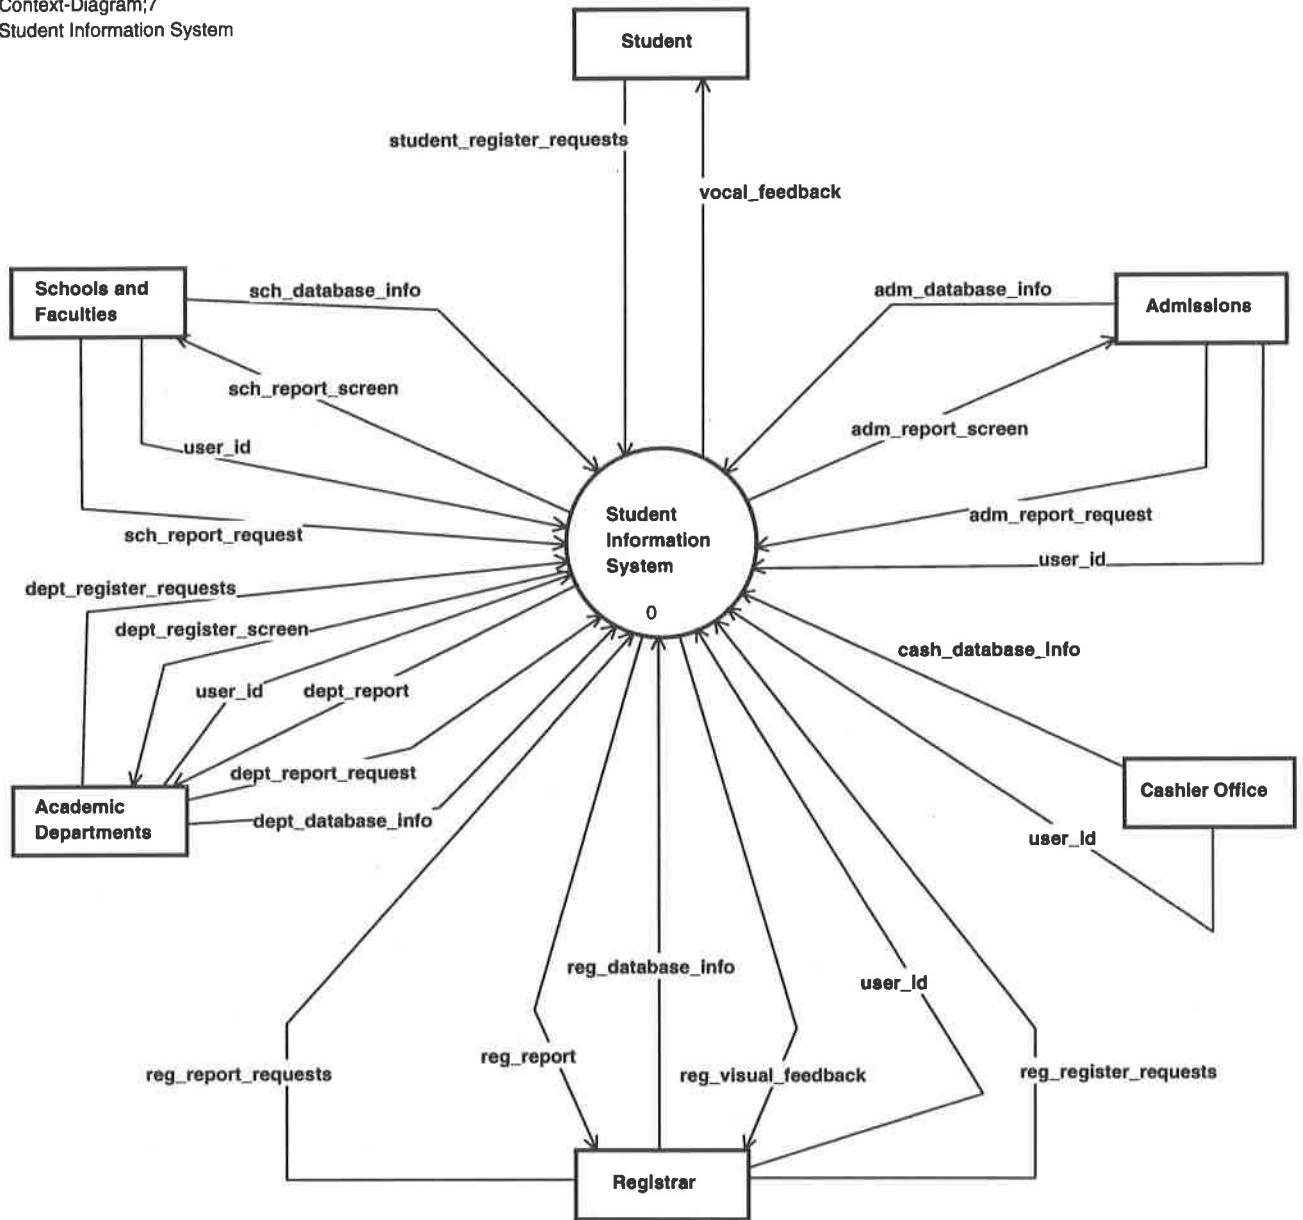 Context-Diagram;7
Student Information System
Student
student_register_requests
vocal_feedback
Schools and
Faculties
sch_database_info
adm_database_info
Admissions
sch_report_screen
adm_report_screen
user_id
Student
Information
System
0
adm_report_request
sch_report_request
user_id
dept_register_requests
dept_register_screen
cash_database_info
user_id
dept_report
dept_report_request
Academic
Departments
dept_database_info
Cashier Office
user_id
reg_database_info
user_id
reg_report
reg_report_requests
reg_visual_feedback
reg_register_requests
Registrar